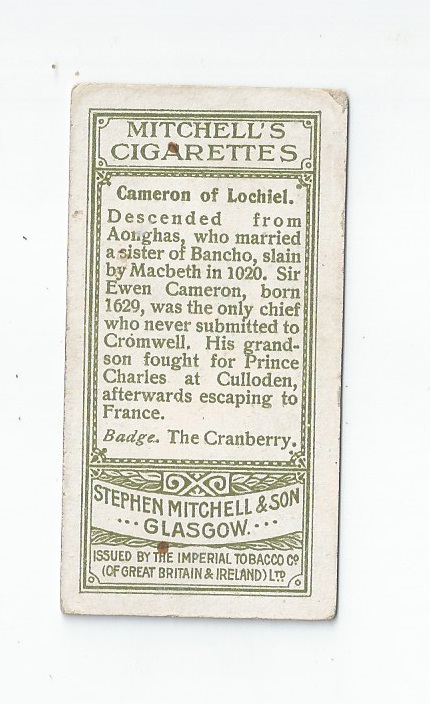 MITCHELL'S
CIGARETTES
Cameron of Lochiel.
Descended from
Aonghas, who married
a sister of Bancho, slain
by Macbeth in 1020. Sir
Ewen Cameron, born
1629, was the only chief
who never submitted to
Cromwell. His grand-
son fought for Prince
Charles at Culloden,
afterwards escaping to
France.
Badge. The Cranberry.
STEPHEN MITCHELL & SON
... GLASGOW. ...
ISSUED BY THE IMPERIAL TOBACCO Co
(OF GREAT BRITAIN & IRELAND) LTD